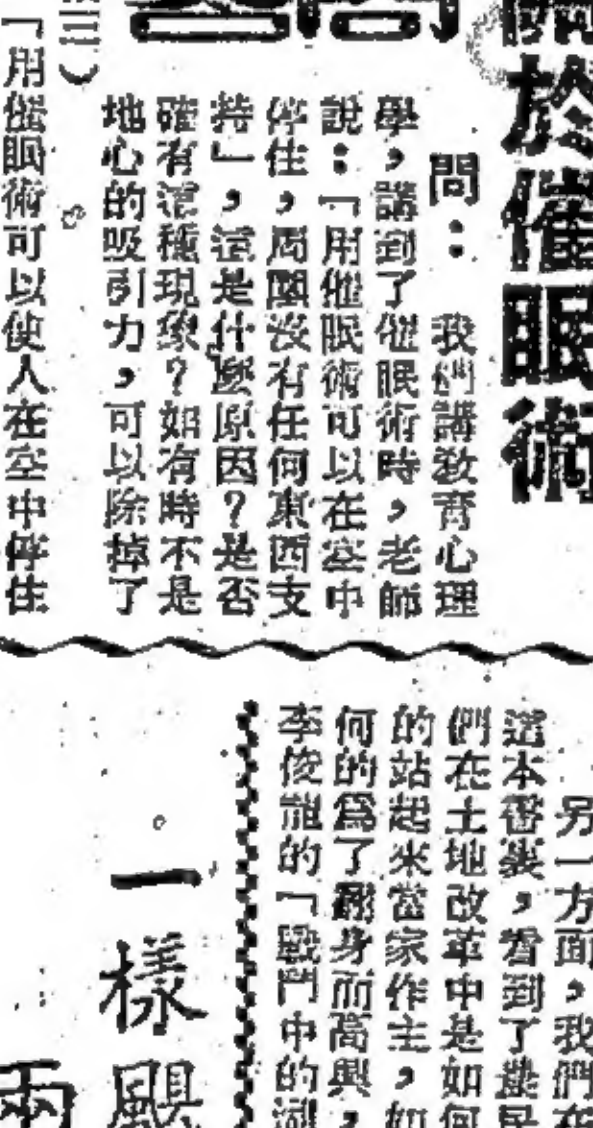 關於催眠術
問：我們講敎育心理
學，講到了催眠術時，老師
說：「用催眠術可以在空中
停住，周圍沒有任何東西支
持」，這是什麽原因？是否
確有這種現象？如有時不是
地心的吸引力，可以除掉了
「用催眠術可以使人在空中停住
另一方面，我們在
這本書裏，看到了農民
們在土地改革中是如何
的站起來當家作主，如
何的爲了翻身而高興，
李俊龍的「戰鬥中的湖
一樣
兩